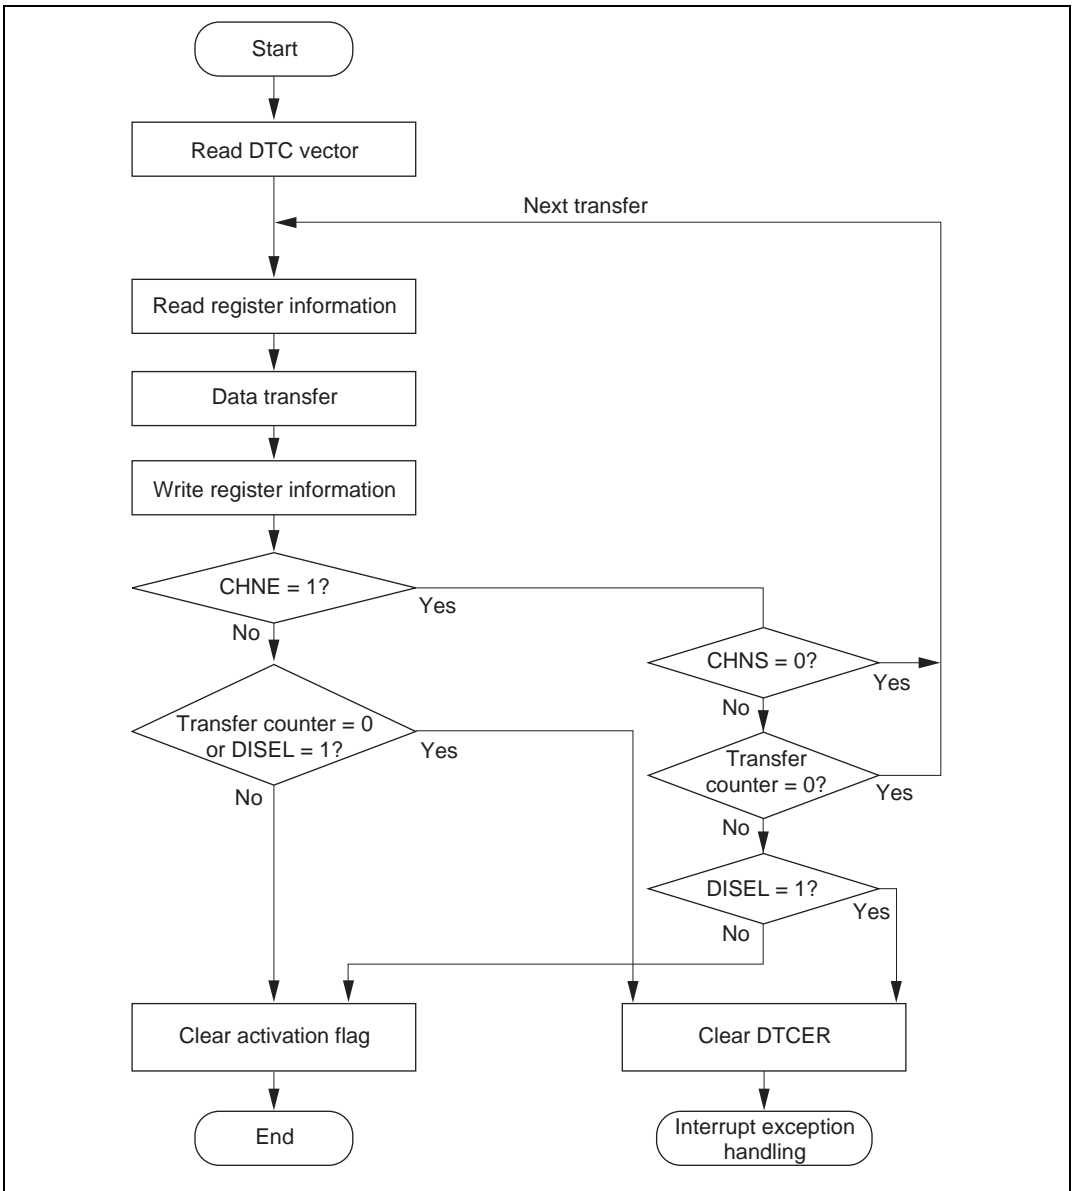 Start
Read DTC vector
Next transfer
Read register information
Data transfer
Write register information
CHNE = 1?
Yes
No
CHNS = 0?
Yes
No
Transfer counter = 0
or DISEL = 1?
Yes
No
Transfer
counter = 0?
Yes
No
DISEL = 1?
Yes
No
Clear activation flag
Clear DTCER
End
Interrupt exception
handling